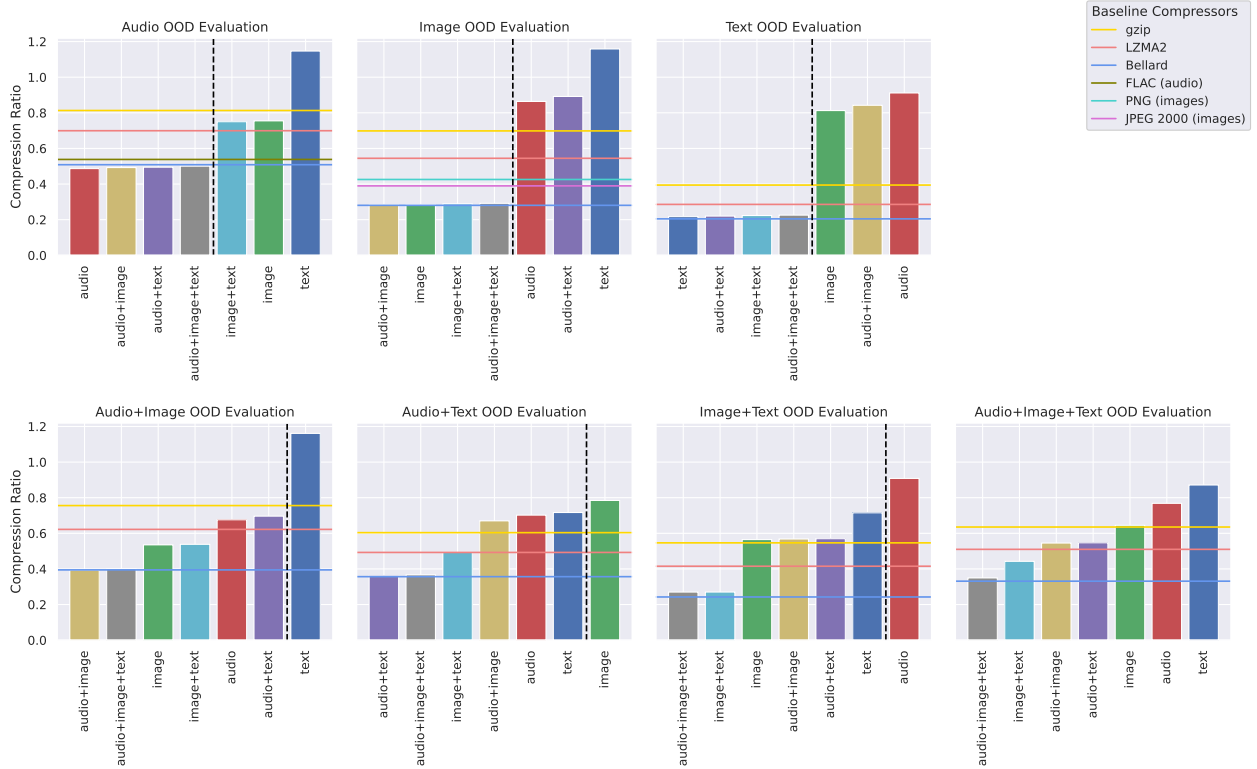 Baseline Compressors
gzip
LZMA2
Bellard
FLAC (audio)
PNG (images)
JPEG 2000 (images)
Audio OOD Evaluation
Compression Ratio
1.2
1.0
0.8
0.6
0.4
0.2
0.0
audio
audio+image
audio+text
audio+image+text
image+text
image
text
Image OOD Evaluation
audio+image
image
image+text
audio+image+text
audio
audio+text
text
Text OOD Evaluation
text
audio+text
image+text
audio+image+text
image
audio+image
audio
Audio+Image OOD Evaluation
Compression Ratio
1.2
1.0
0.8
0.6
0.4
0.2
0.0
audio+image
audio+image+text
image
image+text
audio
audio+text
text
Audio+Text OOD Evaluation
audio+text
audio+image+text
image+text
audio+image
audio
text
image
Image+Text OOD Evaluation
audio+image+text
image+text
image
audio+image
audio+text
text
audio
Audio+Image+Text OOD Evaluation
audio+image+text
image+text
audio+image
audio+text
image
audio
text